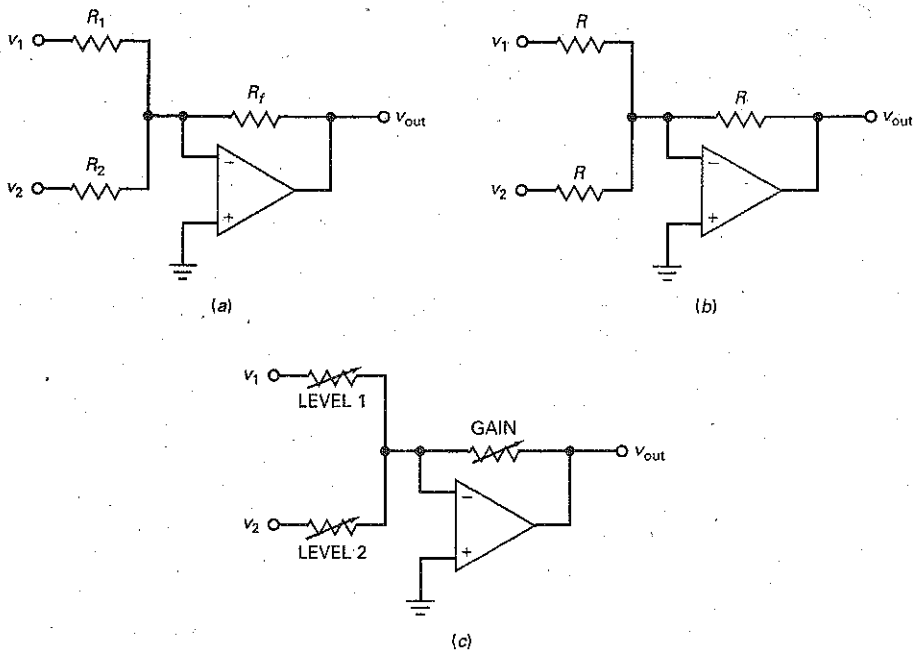 R1
v1
Rf
vout
R2
v2
−
+
(a)
R
v1
R
vout
R
v2
−
+
(b)
v1
LEVEL 1
GAIN
vout
v2
LEVEL 2
−
+
(c)